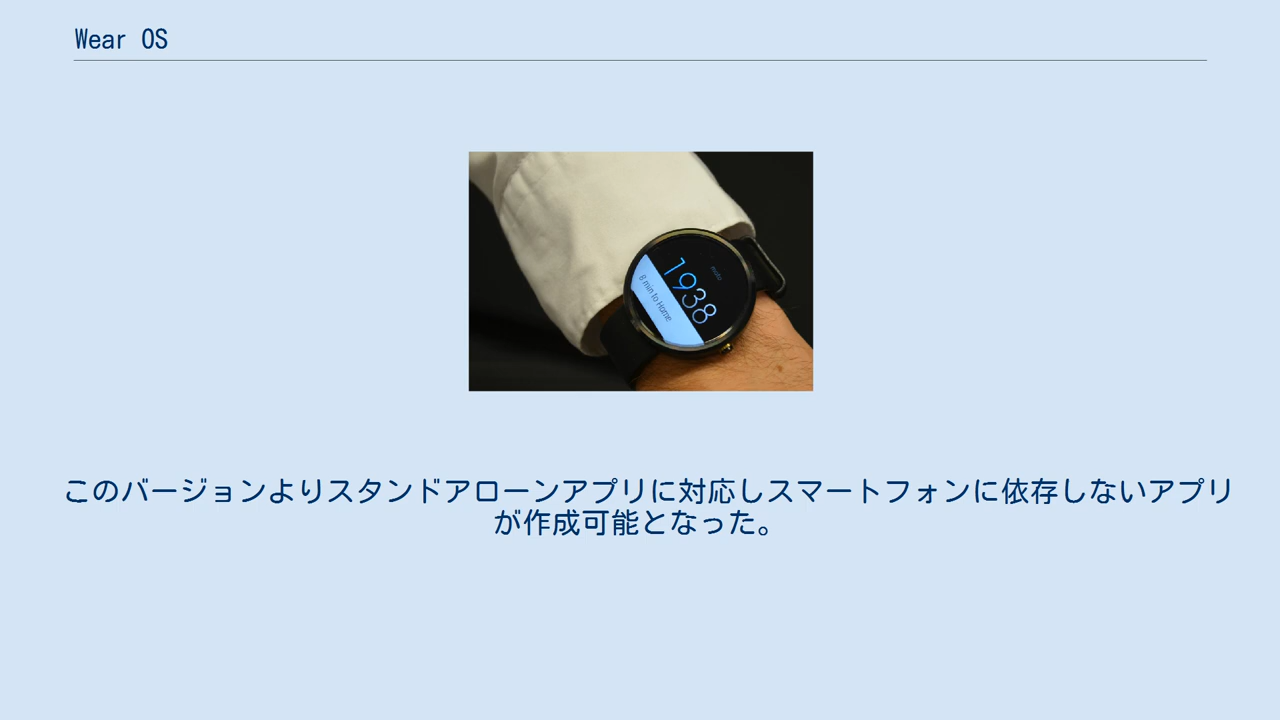 Wear OS
moto
1938
8 min to Home
このバージョンよりスタンドアローンアプリに対応しスマートフォンに依存しないアプリ
が作成可能となった。